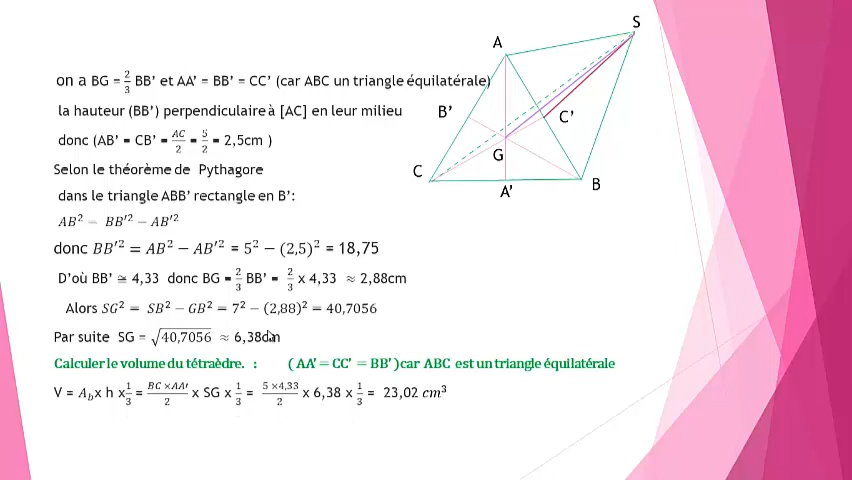 on a BG = 2/3 BB’ et AA’ = BB’ = CC’ (car ABC un triangle équilatérale)
la hauteur (BB’) perpendiculaire à [AC] en leur milieu
donc (AB’ = CB’ = AC/2 = 5/2 = 2,5cm )
Selon le théorème de Pythagore
dans le triangle ABB’ rectangle en B’:
AB² = BB′² − AB′²
donc BB′² = AB² − AB′² = 5² − (2,5)² = 18,75
D’où BB’ ≅ 4,33 donc BG = 2/3 BB’ = 2/3 x 4,33 ≈ 2,88cm
Alors SG² = SB² − GB² = 7² − (2,88)² = 40,7056
Par suite SG = √40,7056 ≈ 6,38cm
Calculer le volume du tétraèdre. : ( AA’ = CC’ = BB’ )car ABC est un triangle équilatérale
V = A_b x h x 1/3 = BC ×AA′/2 x SG x 1/3 = 5 ×4,33/2 x 6,38 x 1/3 = 23,02 cm³
S
A
B’
C’
G
C
A’
B